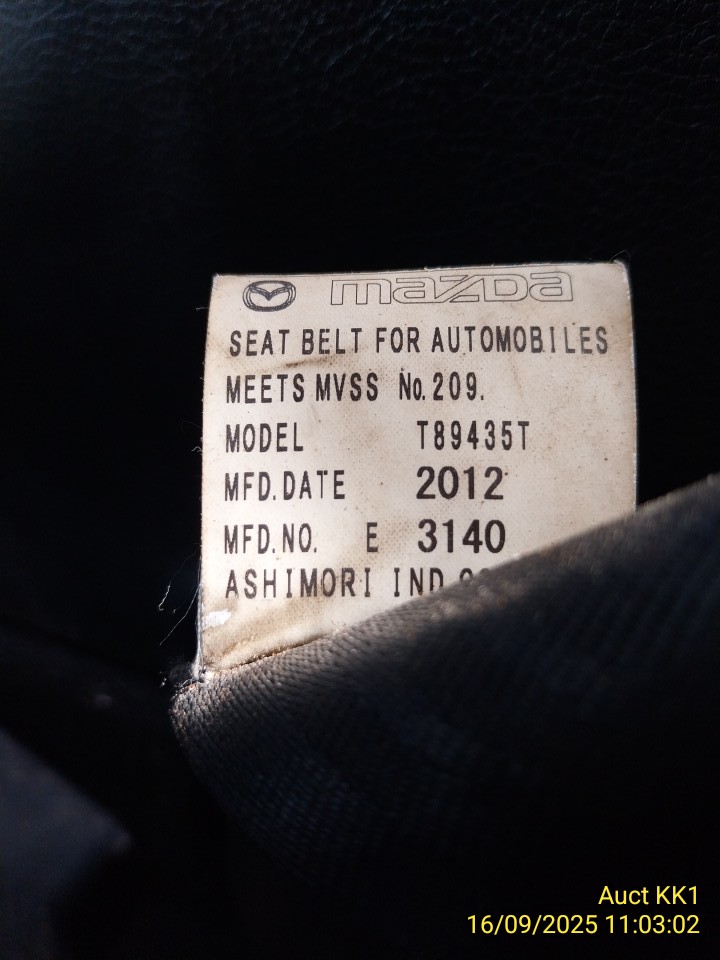 mazda
SEAT BELT FOR AUTOMOBILES
MEETS MVSS No. 209.
MODEL T89435T
MFD. DATE 2012
MFD. NO. E 3140
ASHIMORI IND
Auct KK1
16/09/2025 11:03:02